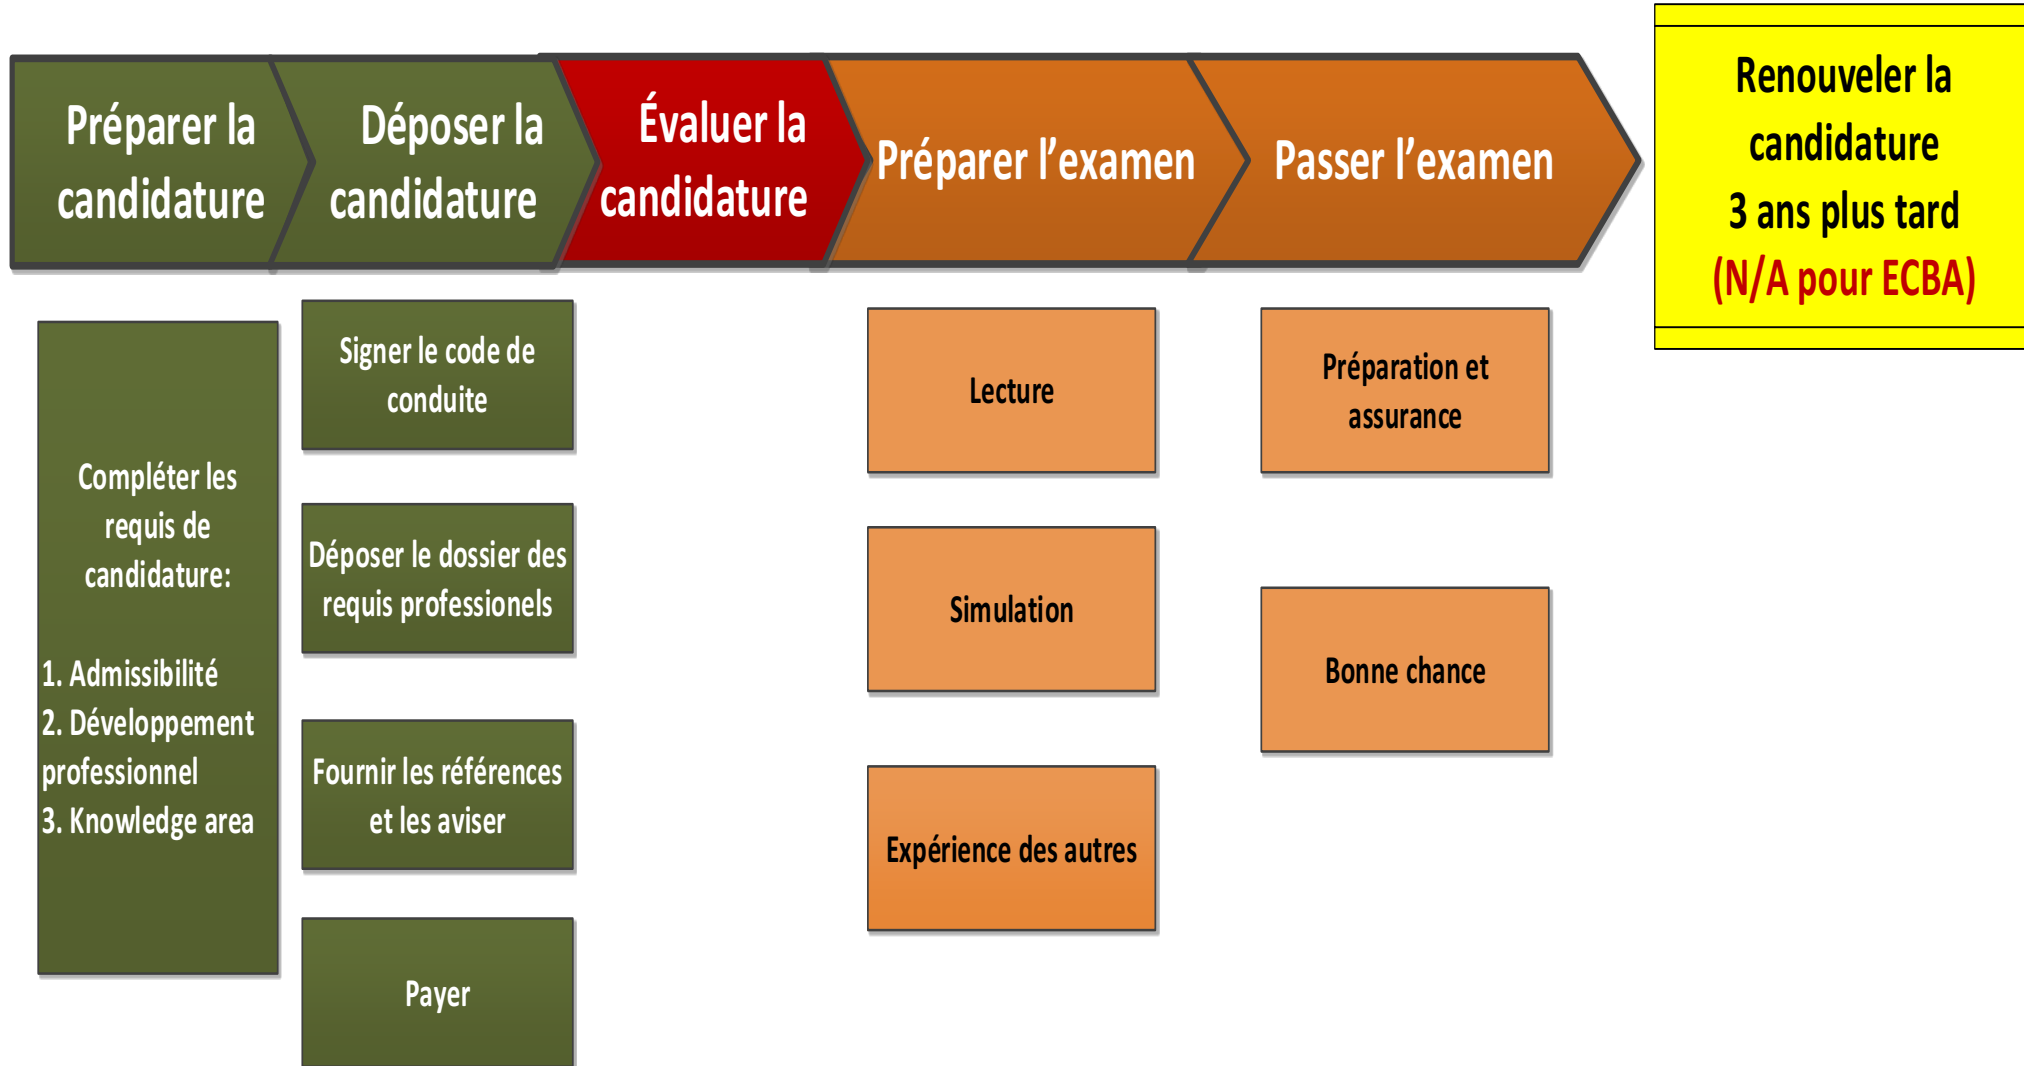 Préparer la
candidature
Déposer la
candidature
Évaluer la
candidature
Préparer l’examen
Passer l’examen
Renouveler la
candidature
3 ans plus tard
(N/A pour ECBA)
Compléter les
requis de
candidature:
1. Admissibilité
2. Développement
professionnel
3. Knowledge area
Signer le code de
conduite
Déposer le dossier des
requis professionels
Fournir les références
et les aviser
Payer
Lecture
Simulation
Expérience des autres
Préparation et
assurance
Bonne chance